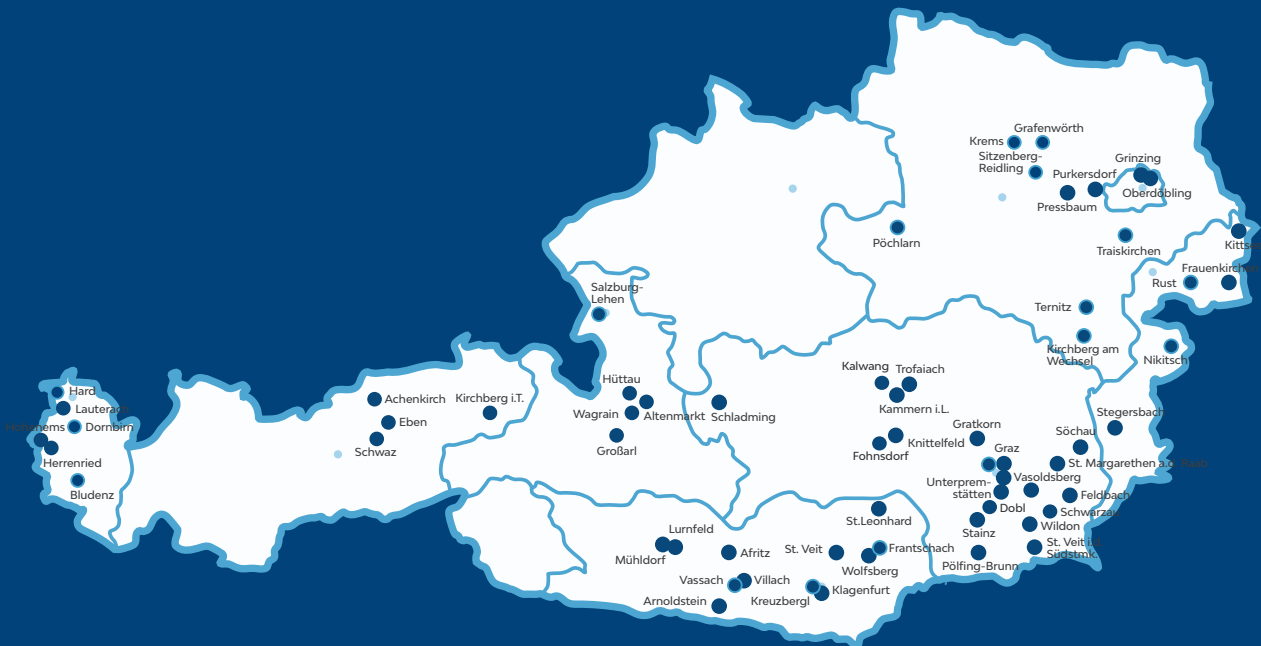 Grafenwörth
Krems
Sitzenberg-
Reidling
Grinzing
Purkersdorf
Oberdöbling
Pressbaum
Pöchlarn
Traiskirchen
Kittsee
Frauenkirchen
Rust
Salzburg-
Lehen
Ternitz
Kirchberg am
Wechsel
Nikitsch
Kalwang
Trofaiach
Kammern i.L.
Hüttau
Wagrain
Altenmarkt
Schladming
Großarl
Hard
Lauterach
Hohenems
Dornbirn
Herrenried
Bludenz
Achenkirch
Kirchberg i.T.
Eben
Schwaz
Stegersbach
Gratkorn
Söchau
Knittelfeld
Fohnsdorf
Graz
St. Margarethen a.d. Raab
Vasoldsberg
Unterprem-
stätten
Feldbach
Dobl
Schwarzau
St.Leonhard
Stainz
Wildon
Lurnfeld
St. Veit i.d.
Südstmk.
Mühldorf
Afritz
St. Veit
Frantschach
Wolfsberg
Pölfing-Brunn
Vassach
Villach
Klagenfurt
Arnoldstein
Kreuzbergl